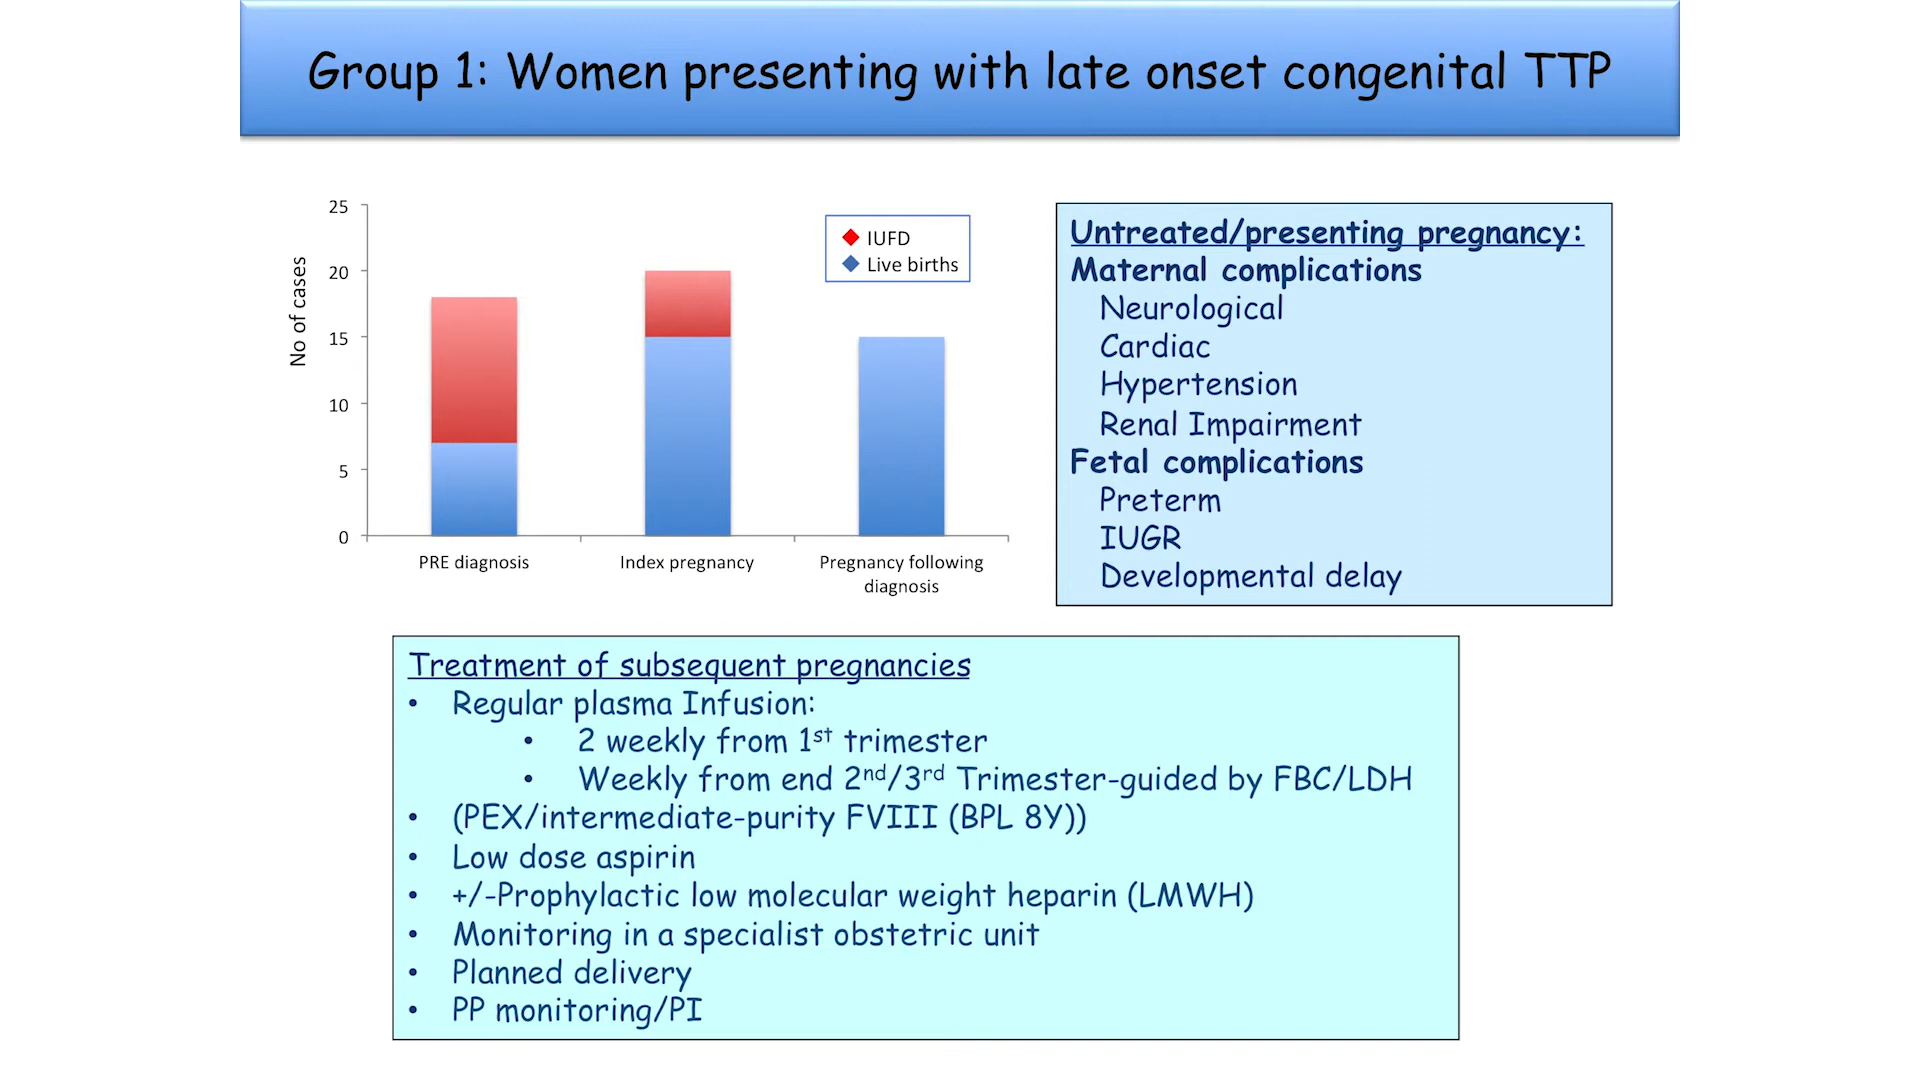 Group 1: Women presenting with late onset congenital TTP
No of cases
25
20
15
10
5
0
IUFD
Live births
PRE diagnosis
Index pregnancy
Pregnancy following
diagnosis
Untreated/presenting pregnancy:
Maternal complications
Neurological
Cardiac
Hypertension
Renal Impairment
Fetal complications
Preterm
IUGR
Developmental delay
Treatment of subsequent pregnancies
• Regular plasma Infusion:
• 2 weekly from 1st trimester
• Weekly from end 2nd/3rd Trimester-guided by FBC/LDH
• (PEX/intermediate-purity FVIII (BPL 8Y))
• Low dose aspirin
• +/-Prophylactic low molecular weight heparin (LMWH)
• Monitoring in a specialist obstetric unit
• Planned delivery
• PP monitoring/PI